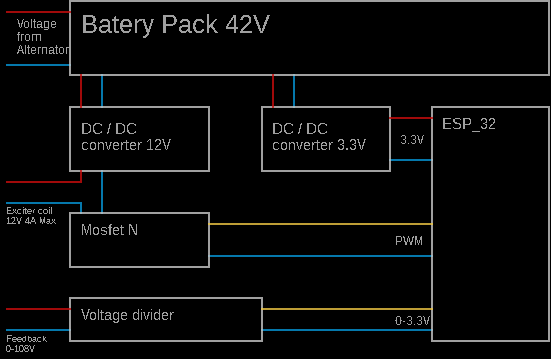 Voltage
from
Alternator
Batery Pack 42V
DC / DC
converter 12V
DC / DC
converter 3.3V
3.3V
ESP_32
Exciter coil
12V 4A Max
Mosfet N
PWM
Voltage divider
0-3.3V
Feedback
0-108V